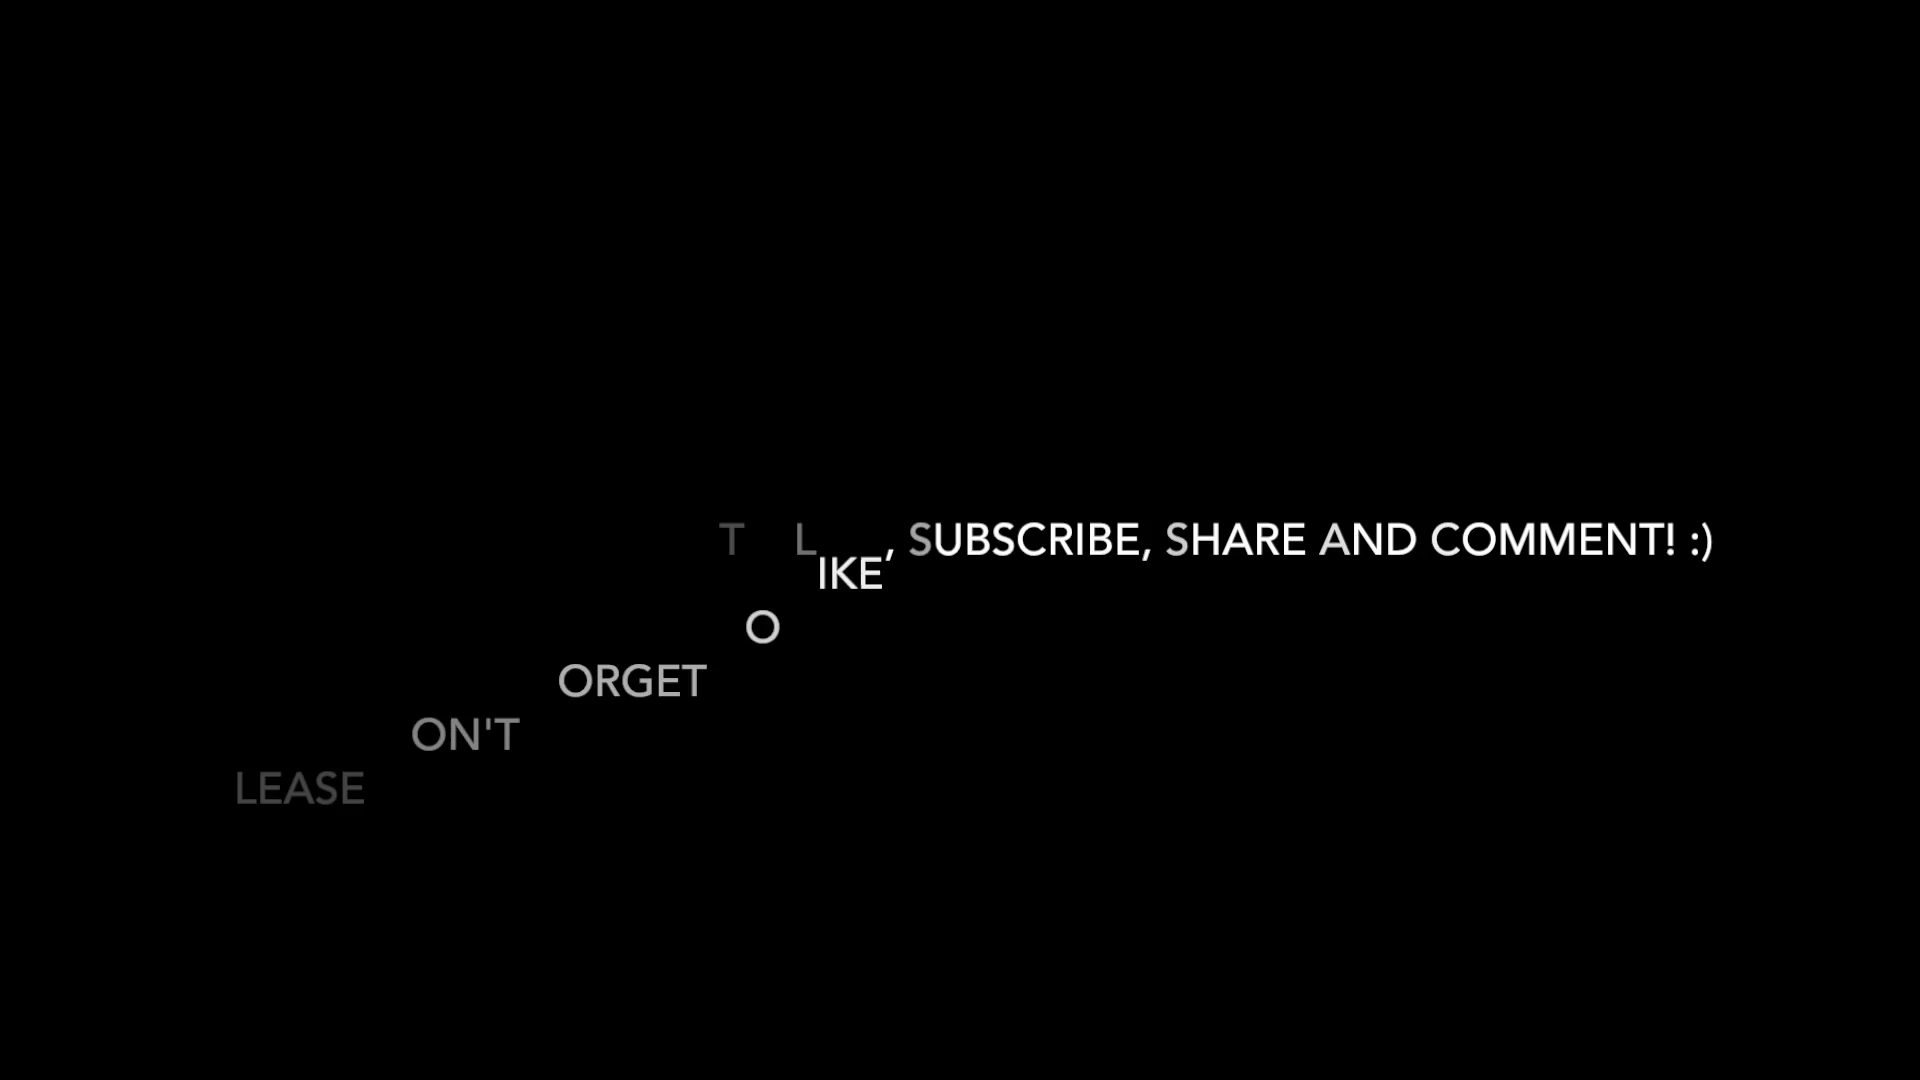 T L, SUBSCRIBE, SHARE AND COMMENT! :)
IKE
O
ORGET
ON'T
LEASE